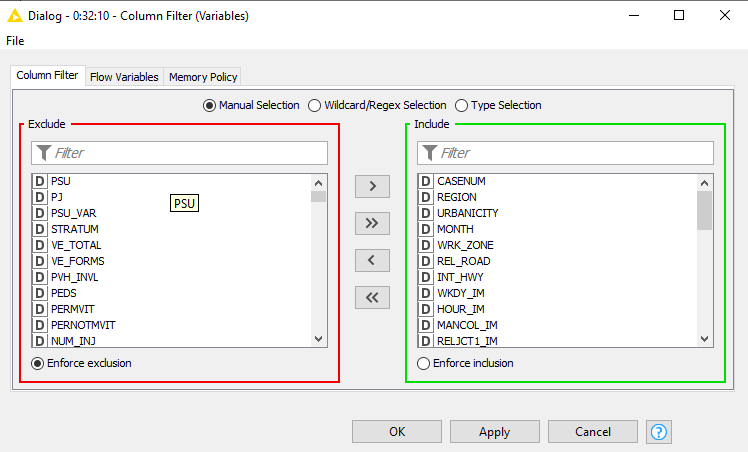 Dialog - 0:32:10 - Column Filter (Variables)
File
Column Filter Flow Variables Memory Policy
Manual Selection Wildcard/Regex Selection Type Selection
Exclude
Filter
D PSU
D PJ
D PSU_VAR
D STRATUM
D VE_TOTAL
D VE_FORMS
D PVH_INVL
D PEDS
D PERMVIT
D PERNOTMVIT
D NUM_INJ
PSU
Enforce exclusion
>
>>
<
<<
Include
Filter
D CASENUM
D REGION
D URBANICITY
D MONTH
D WRK_ZONE
D REL_ROAD
D INT_HWY
D WKDY_IM
D HOUR_IM
D MANCOL_IM
D RELJCT1_IM
Enforce inclusion
OK Apply Cancel ?